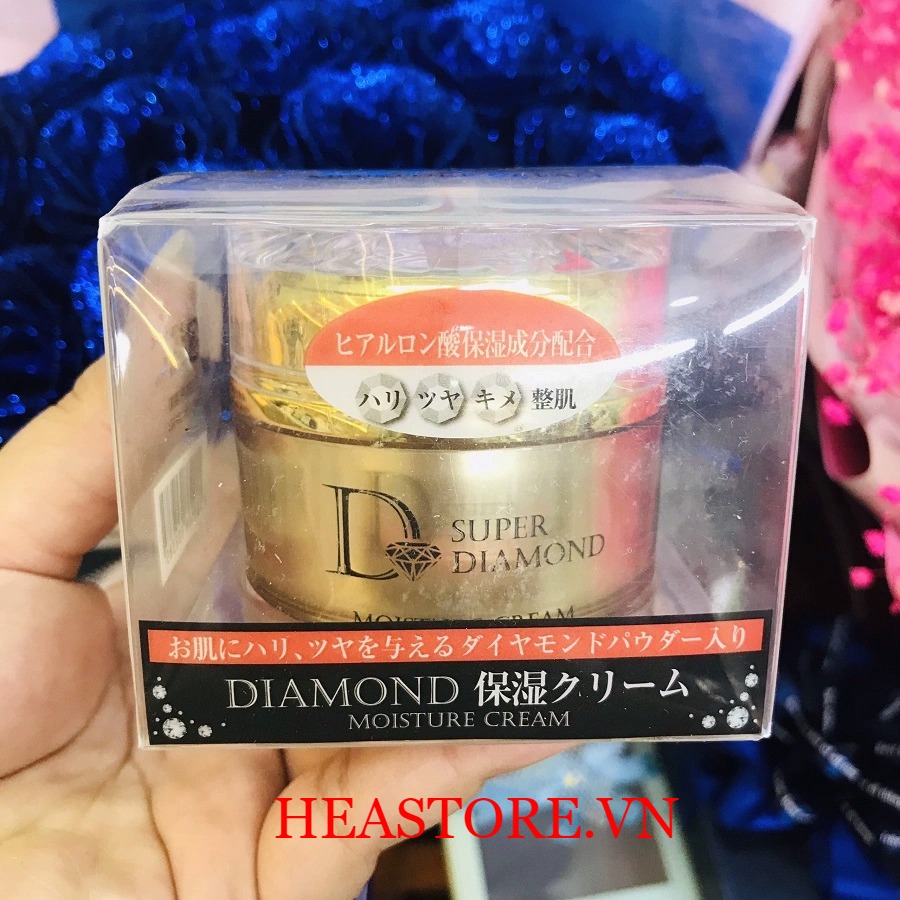 ヒアルロン酸保湿成分配合
ハリ ツヤ キメ 整肌
D SUPER
DIAMOND
MOISTURE CREAM
お肌にハリ、ツヤを与えるダイヤモンドパウダー入り
DIAMOND 保湿クリーム
MOISTURE CREAM
HEASTORE.VN